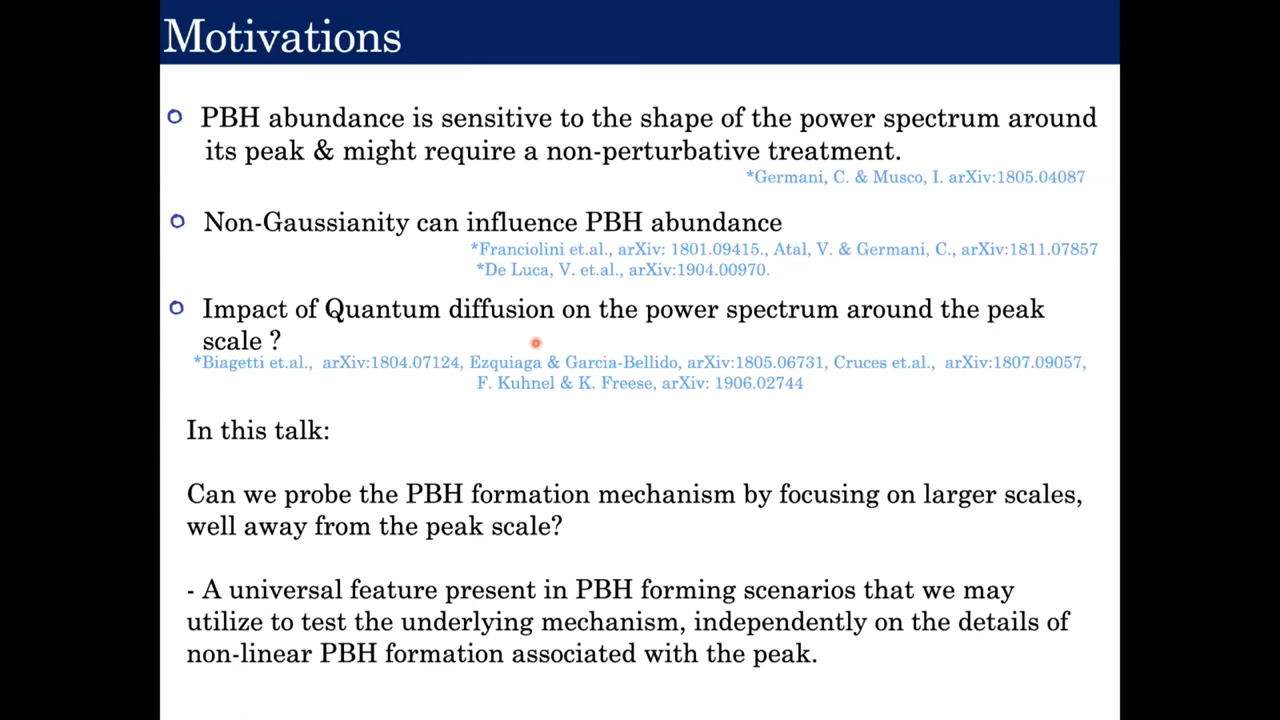 Motivations
PBH abundance is sensitive to the shape of the power spectrum around
its peak & might require a non-perturbative treatment.
*Germani, C. & Musco, I. arXiv:1805.04087
Non-Gaussianity can influence PBH abundance
*Franciolini et.al., arXiv: 1801.09415., Atal, V. & Germani, C., arXiv:1811.07857
*De Luca, V. et.al., arXiv:1904.00970.
Impact of Quantum diffusion on the power spectrum around the peak
scale ?
*Biagetti et.al., arXiv:1804.07124, Ezquiaga & Garcia-Bellido, arXiv:1805.06731, Cruces et.al., arXiv:1807.09057,
F. Kuhnel & K. Freese, arXiv: 1906.02744
In this talk:
Can we probe the PBH formation mechanism by focusing on larger scales,
well away from the peak scale?
- A universal feature present in PBH forming scenarios that we may
utilize to test the underlying mechanism, independently on the details of
non-linear PBH formation associated with the peak.